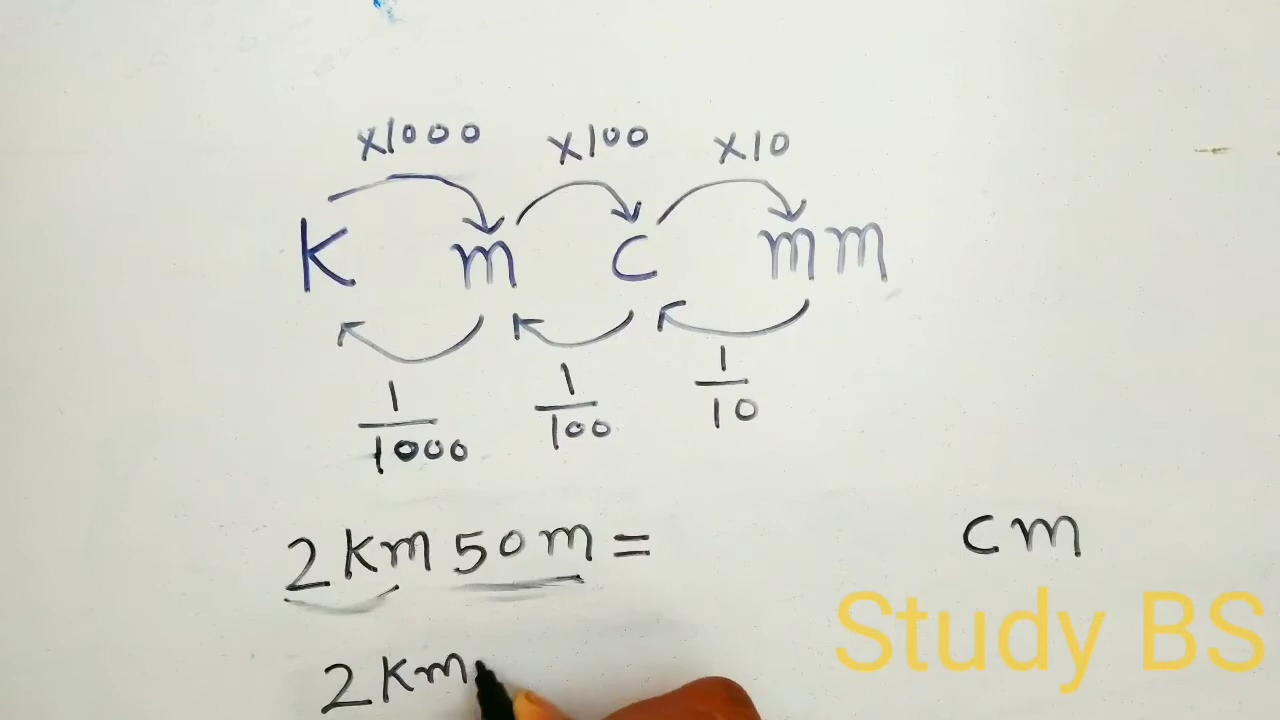 x1000 x100 x10
K m c mm
1/1000 1/100 1/10
2km 50m = cm
2km
Study BS